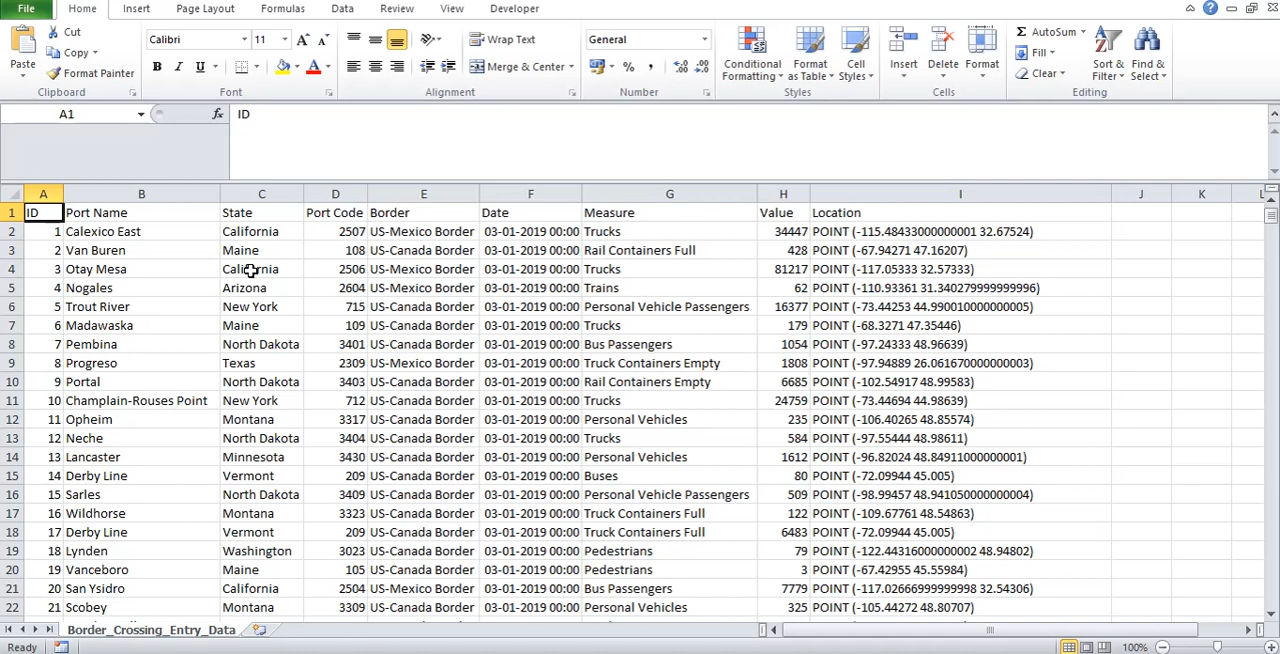 File Home Insert Page Layout Formulas Data Review View Developer
Paste Cut Copy Format Painter Clipboard
Calibri 11 A A B I U A Font
Wrap Text Merge & Center Alignment
General % , Number
Conditional Formatting Format as Table Cell Styles Styles
Insert Delete Format Cells
Σ AutoSum Fill Clear Sort & Filter Find & Select Editing
A1 fx ID
A B C D E F G H I J K L
1 ID Port Name State Port Code Border Date Measure Value Location
2 1 Calexico East California 2507 US-Mexico Border 03-01-2019 00:00 Trucks 34447 POINT (-115.48433000000001 32.67524)
3 2 Van Buren Maine 108 US-Canada Border 03-01-2019 00:00 Rail Containers Full 428 POINT (-67.94271 47.16207)
4 3 Otay Mesa California 2506 US-Mexico Border 03-01-2019 00:00 Trucks 81217 POINT (-117.05333 32.57333)
5 4 Nogales Arizona 2604 US-Mexico Border 03-01-2019 00:00 Trains 62 POINT (-110.93361 31.340279999999996)
6 5 Trout River New York 715 US-Canada Border 03-01-2019 00:00 Personal Vehicle Passengers 16377 POINT (-73.44253 44.990010000000005)
7 6 Madawaska Maine 109 US-Canada Border 03-01-2019 00:00 Trucks 179 POINT (-68.3271 47.35446)
8 7 Pembina North Dakota 3401 US-Canada Border 03-01-2019 00:00 Bus Passengers 1054 POINT (-97.24333 48.96639)
9 8 Progreso Texas 2309 US-Mexico Border 03-01-2019 00:00 Truck Containers Empty 1808 POINT (-97.94889 26.061670000000003)
10 9 Portal North Dakota 3403 US-Canada Border 03-01-2019 00:00 Rail Containers Empty 6685 POINT (-102.54917 48.99583)
11 10 Champlain-Rouses Point New York 712 US-Canada Border 03-01-2019 00:00 Trucks 24759 POINT (-73.44694 44.98639)
12 11 Opheim Montana 3317 US-Canada Border 03-01-2019 00:00 Personal Vehicles 235 POINT (-106.40265 48.85574)
13 12 Neche North Dakota 3404 US-Canada Border 03-01-2019 00:00 Trucks 584 POINT (-97.55444 48.98611)
14 13 Lancaster Minnesota 3430 US-Canada Border 03-01-2019 00:00 Personal Vehicles 1612 POINT (-96.82024 48.84911000000001)
15 14 Derby Line Vermont 209 US-Canada Border 03-01-2019 00:00 Buses 80 POINT (-72.09944 45.005)
16 15 Sarles North Dakota 3409 US-Canada Border 03-01-2019 00:00 Personal Vehicle Passengers 509 POINT (-98.99457 48.941050000000004)
17 16 Wildhorse Montana 3323 US-Canada Border 03-01-2019 00:00 Truck Containers Full 122 POINT (-109.67761 48.54863)
18 17 Derby Line Vermont 209 US-Canada Border 03-01-2019 00:00 Truck Containers Full 6483 POINT (-72.09944 45.005)
19 18 Lynden Washington 3023 US-Canada Border 03-01-2019 00:00 Pedestrians 79 POINT (-122.44316000000002 48.94802)
20 19 Vanceboro Maine 105 US-Canada Border 03-01-2019 00:00 Pedestrians 3 POINT (-67.42955 45.55984)
21 20 San Ysidro California 2504 US-Mexico Border 03-01-2019 00:00 Bus Passengers 7779 POINT (-117.02669999999998 32.54306)
22 21 Scobey Montana 3309 US-Canada Border 03-01-2019 00:00 Personal Vehicles 325 POINT (-105.44272 48.80707)
Border_Crossing_Entry_Data
Ready 100%